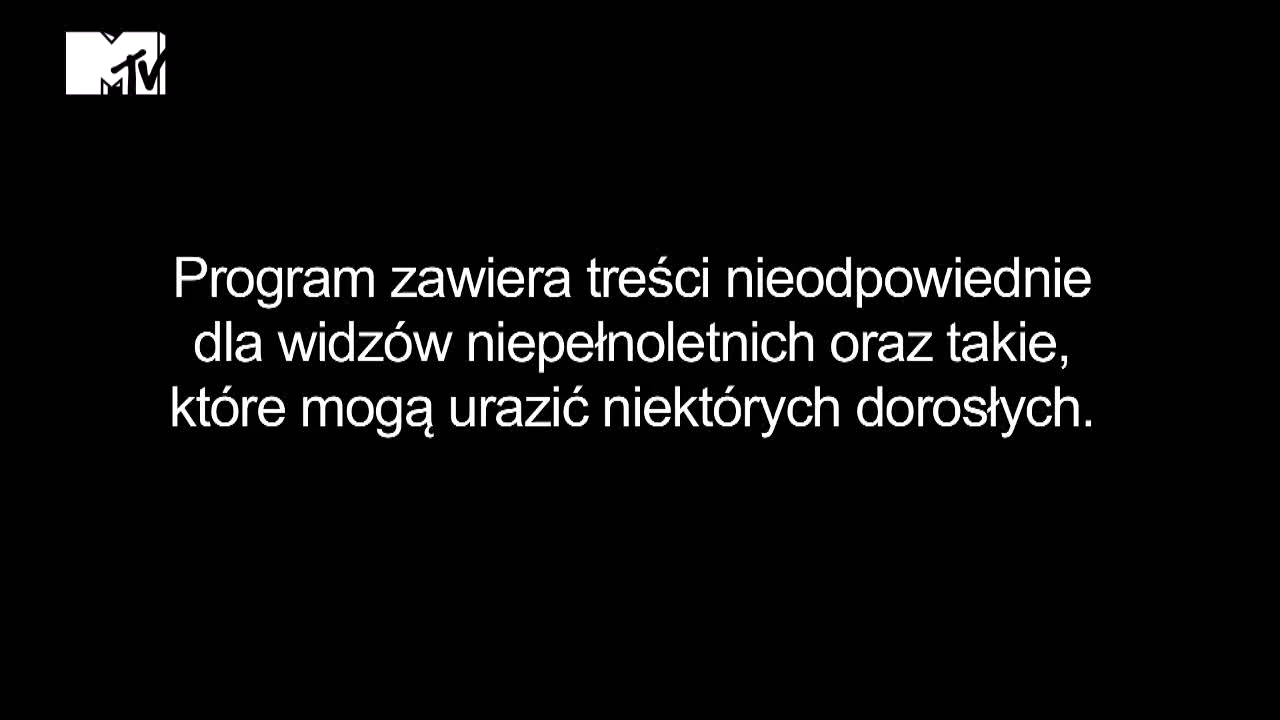 MTV
Program zawiera treści nieodpowiednie
dla widzów niepełnoletnich oraz takie,
które mogą urazić niektórych dorosłych.